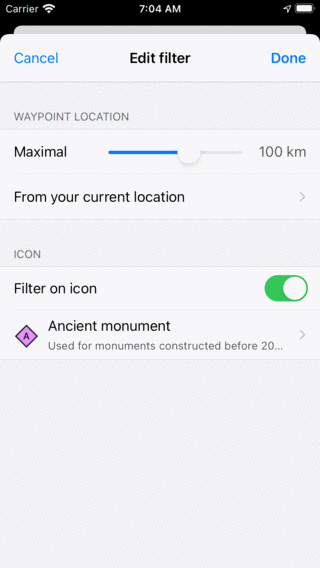 Carrier 7:04 AM
Cancel Edit filter Done
WAYPOINT LOCATION
Maximal 100 km
From your current location
ICON
Filter on icon
A Ancient monument
Used for monuments constructed before 20...